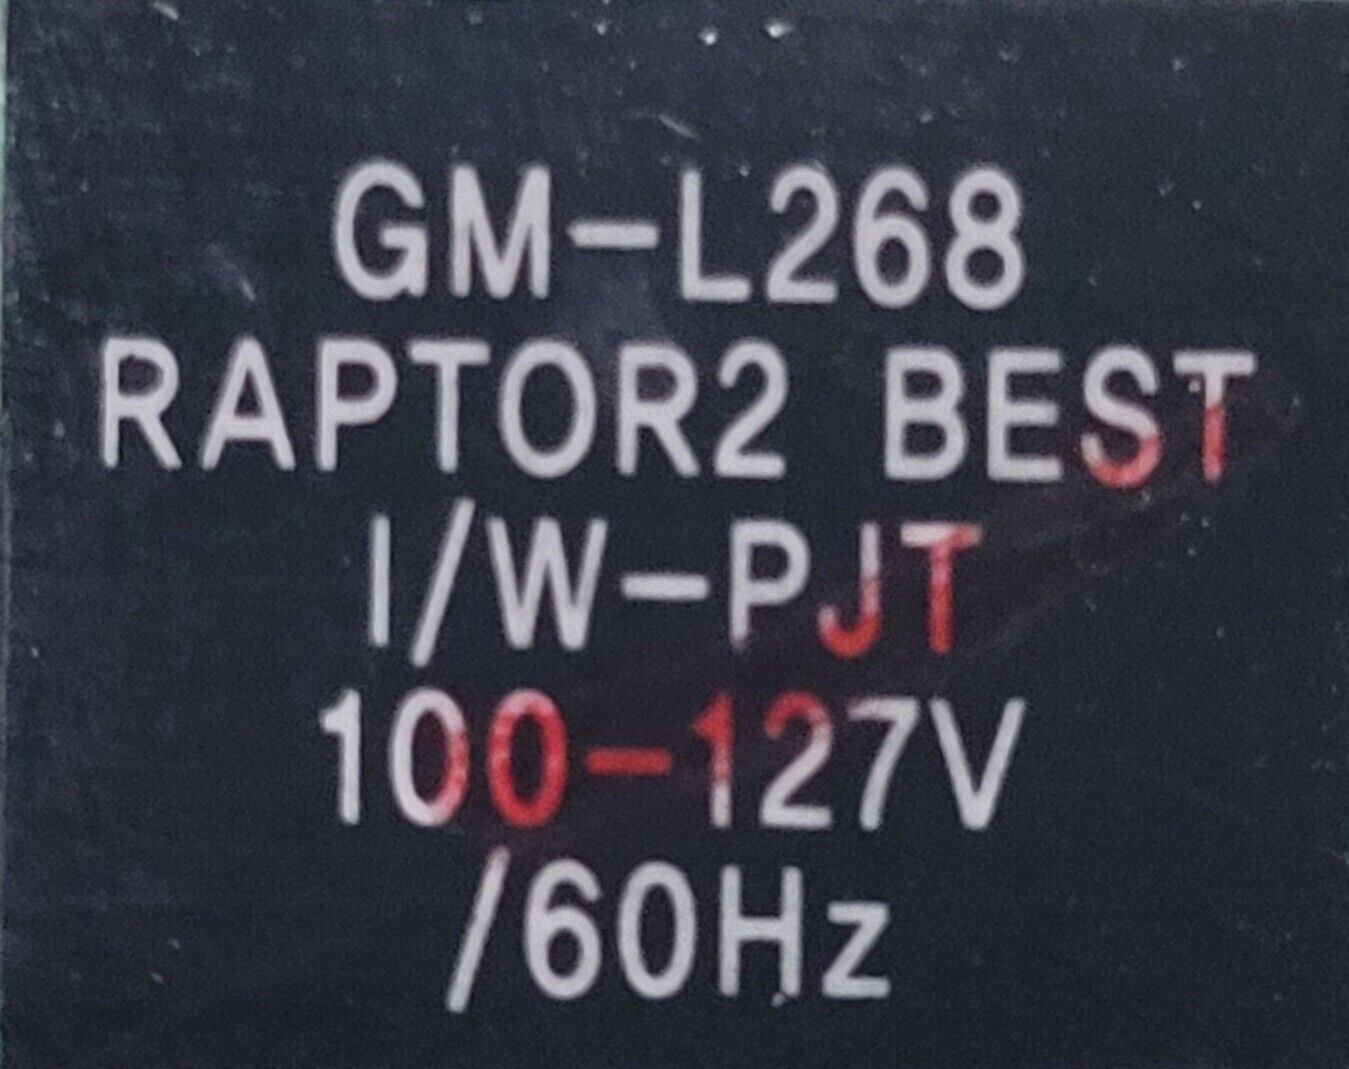 GM-L268
RAPTOR2 BEST
I/W-PJT
100-127V
/60Hz